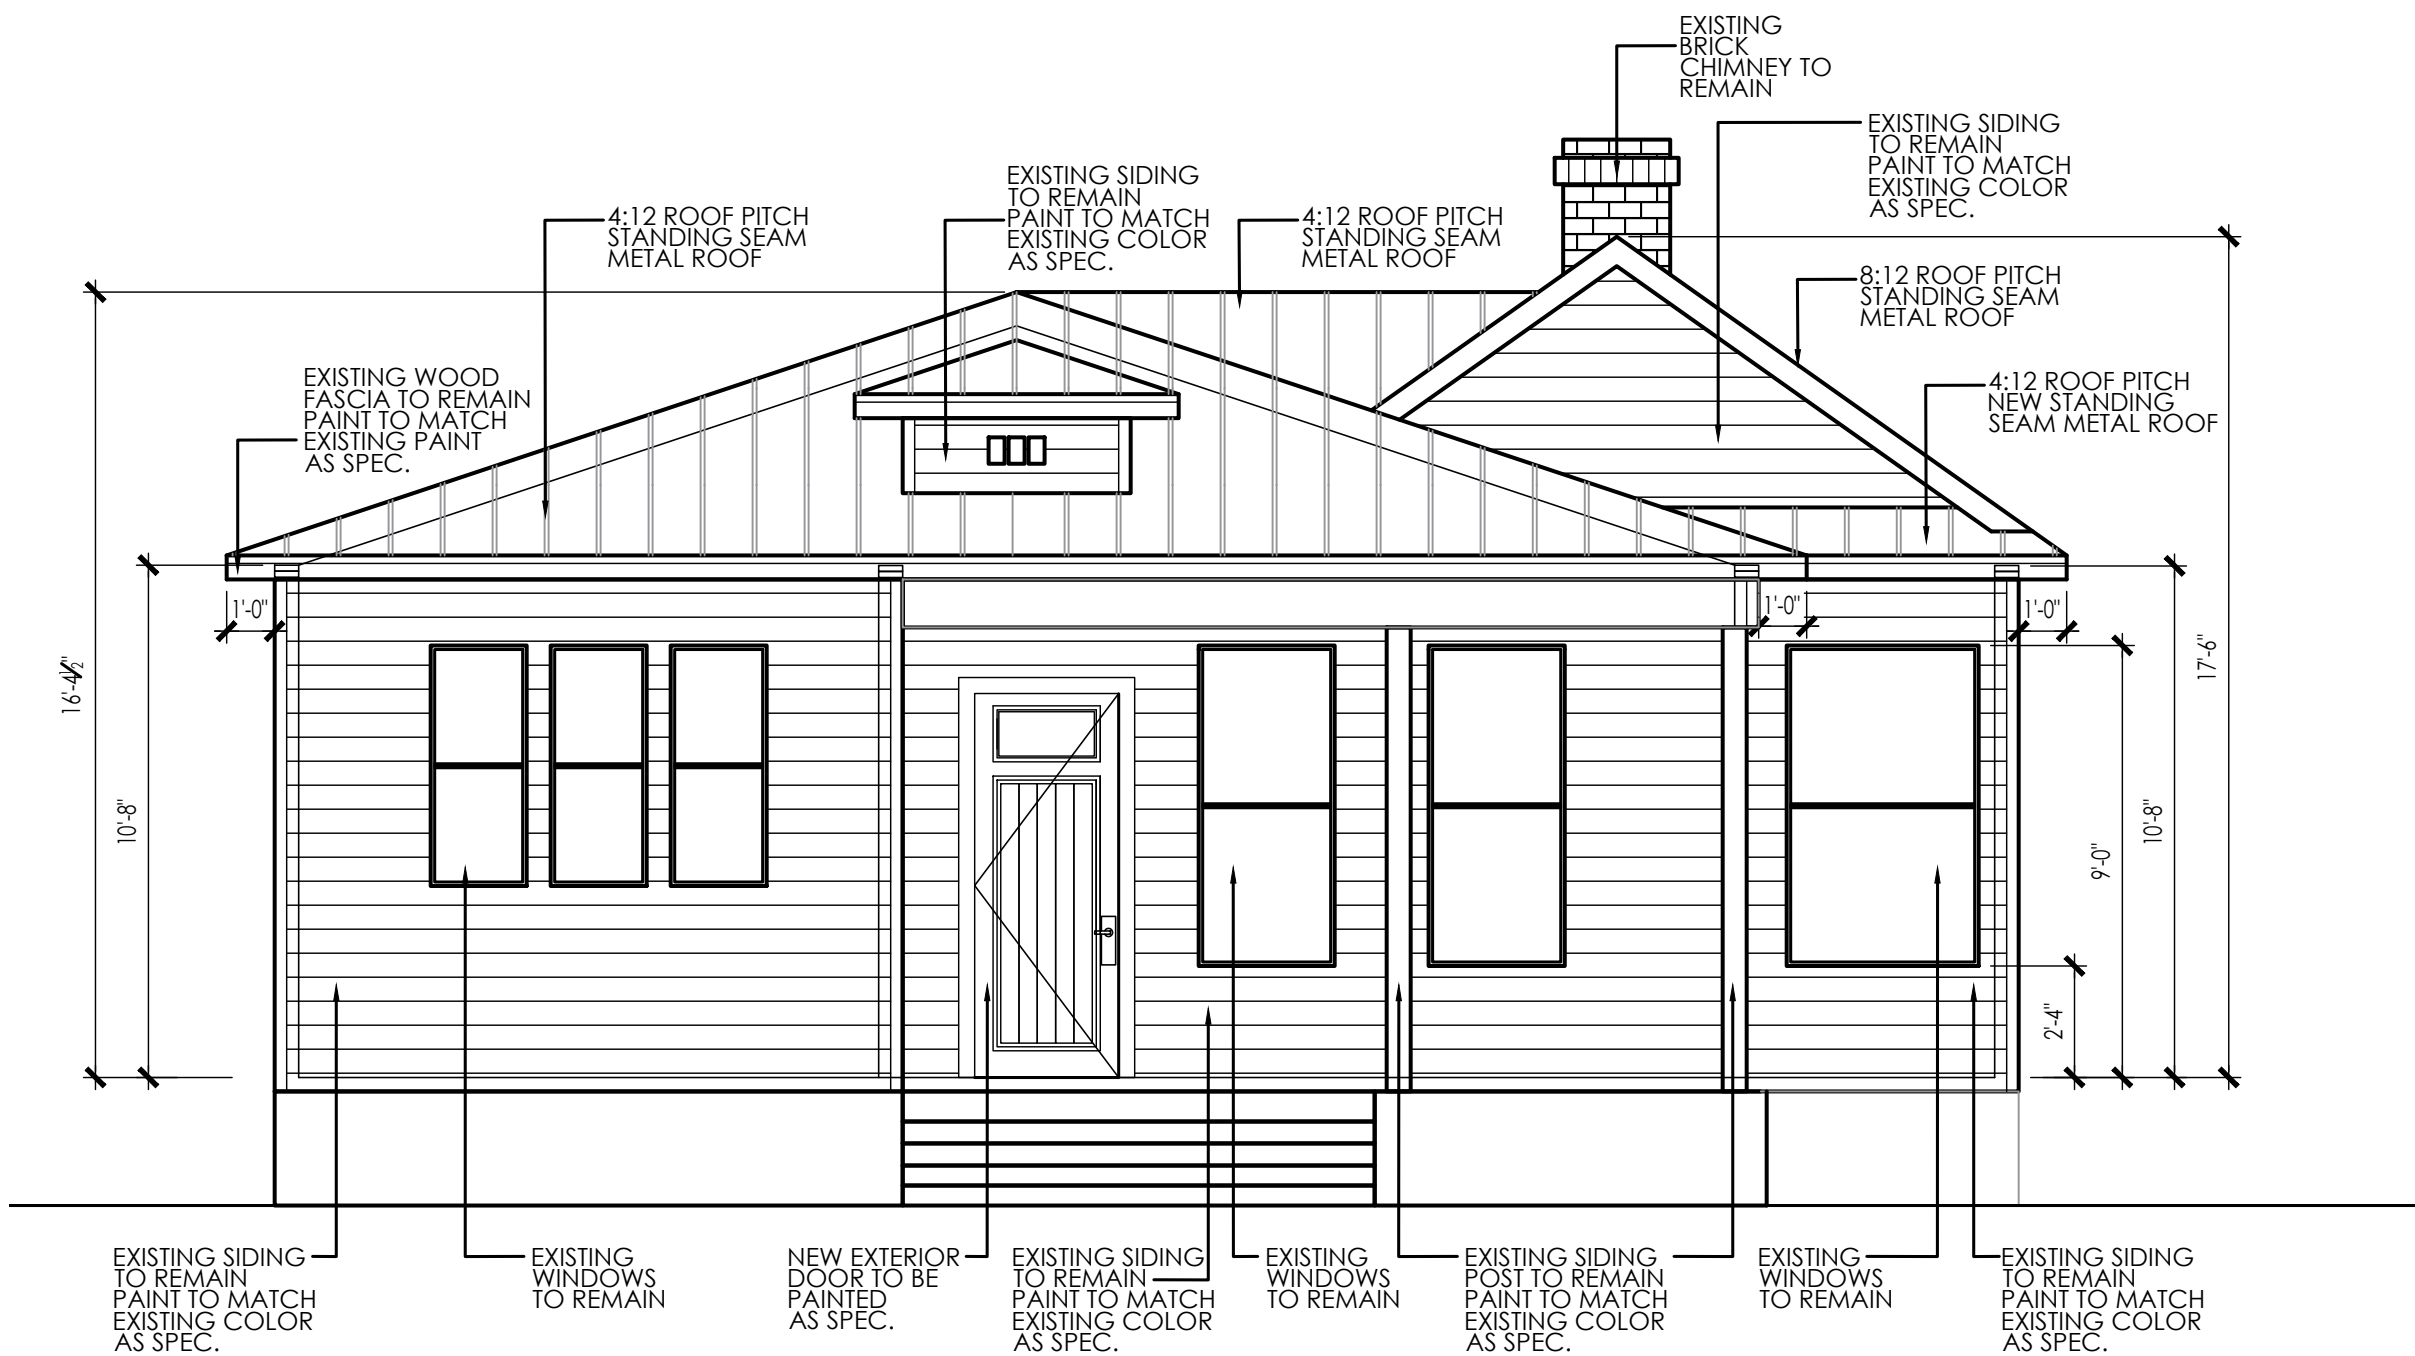 EXISTING
BRICK
CHIMNEY TO
REMAIN
EXISTING SIDING
TO REMAIN
PAINT TO MATCH
EXISTING COLOR
AS SPEC.
EXISTING SIDING
TO REMAIN
PAINT TO MATCH
EXISTING COLOR
AS SPEC.
4:12 ROOF PITCH
STANDING SEAM
METAL ROOF
4:12 ROOF PITCH
STANDING SEAM
METAL ROOF
8:12 ROOF PITCH
STANDING SEAM
METAL ROOF
EXISTING WOOD
FASCIA TO REMAIN
PAINT TO MATCH
EXISTING PAINT
AS SPEC.
4:12 ROOF PITCH
NEW STANDING
SEAM METAL ROOF
1'-0"
1'-0"
1'-0"
16'-4½"
10'-8"
17'-6"
10'-8"
9'-0"
2'-4"
EXISTING SIDING
TO REMAIN
PAINT TO MATCH
EXISTING COLOR
AS SPEC.
EXISTING
WINDOWS
TO REMAIN
NEW EXTERIOR
DOOR TO BE
PAINTED
AS SPEC.
EXISTING SIDING
TO REMAIN
PAINT TO MATCH
EXISTING COLOR
AS SPEC.
EXISTING
WINDOWS
TO REMAIN
EXISTING SIDING
POST TO REMAIN
PAINT TO MATCH
EXISTING COLOR
AS SPEC.
EXISTING
WINDOWS
TO REMAIN
EXISTING SIDING
TO REMAIN
PAINT TO MATCH
EXISTING COLOR
AS SPEC.